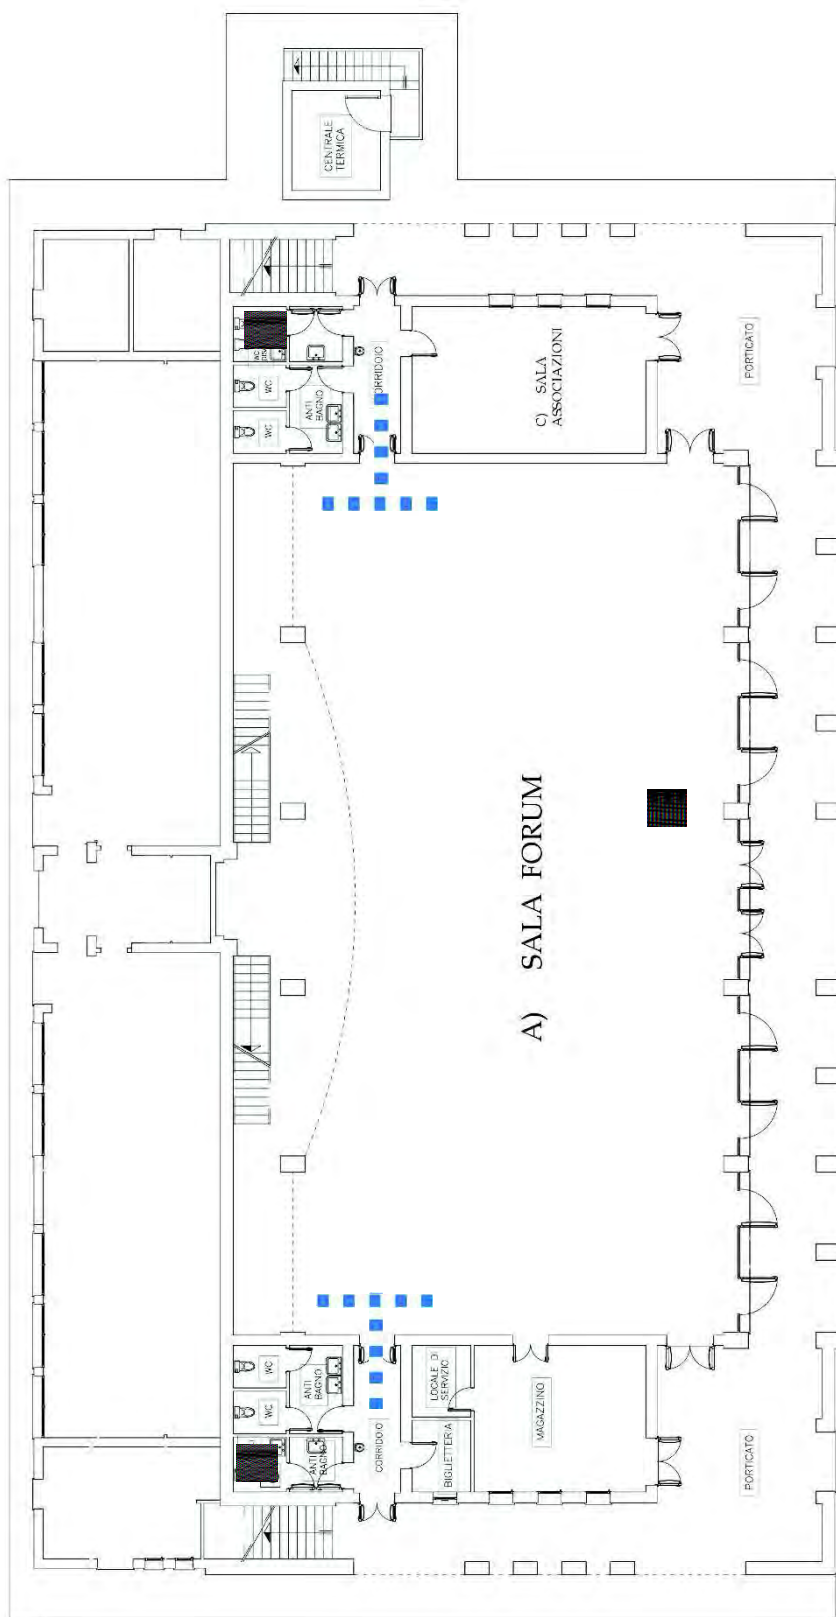 CENTRALE
TERMICA
WC
WC
WC
ANTI
BAGNO
CORRIDOIO
C) SALA
ASSOCIAZIONI
PORTICATO
A) SALA FORUM
WC
WC
ANTI
BAGNO
ANTI
BAGNO
CORRIDOIO
LOCALE DI
SERVIZIO
BIGLIETTERIA
MAGAZZINO
PORTICATO